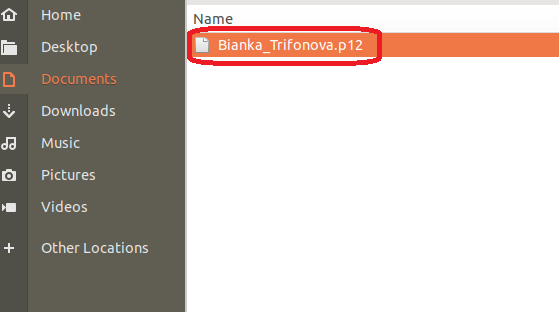 Home
Desktop
Documents
Downloads
Music
Pictures
Videos
Other Locations
Name
Bianka_Trifonova.p12